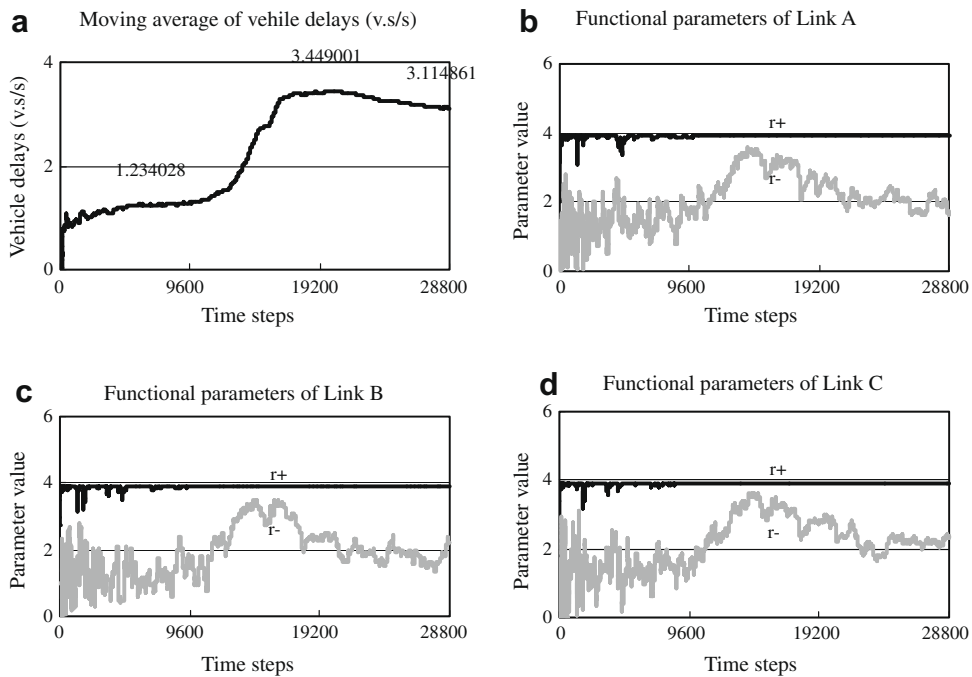 a
Moving average of vehile delays (v.s/s)
Vehicle delays (v.s/s)
4
2
0
1.234028
3.449001
3.114861
0
9600
19200
28800
Time steps
b
Functional parameters of Link A
Parameter value
6
4
2
0
r+
r-
0
9600
19200
28800
Time steps
c
Functional parameters of Link B
Parameter value
6
4
2
0
r+
r-
0
9600
19200
28800
Time steps
d
Functional parameters of Link C
Parameter value
6
4
2
0
r+
r-
0
9600
19200
28800
Time steps